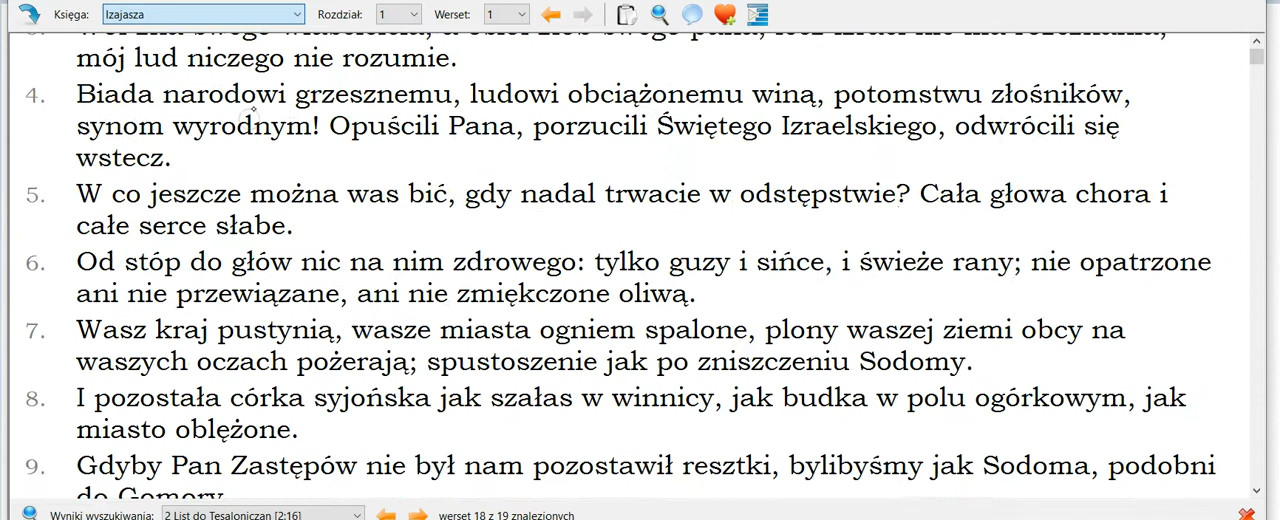 Księga: Izajasza Rozdział: 1 Werset: 1
mój lud niczego nie rozumie.
4. Biada narodowi grzesznemu, ludowi obciążonemu winą, potomstwu złośników,
synom wyrodnym! Opuścili Pana, porzucili Świętego Izraelskiego, odwrócili się
wstecz.
5. W co jeszcze można was bić, gdy nadal trwacie w odstępstwie? Cała głowa chora i
całe serce słabe.
6. Od stóp do głów nic na nim zdrowego: tylko guzy i sińce, i świeże rany; nie opatrzone
ani nie przewiązane, ani nie zmiękczone oliwą.
7. Wasz kraj pustynią, wasze miasta ogniem spalone, plony waszej ziemi obcy na
waszych oczach pożerają; spustoszenie jak po zniszczeniu Sodomy.
8. I pozostała córka syjońska jak szałas w winnicy, jak budka w polu ogórkowym, jak
miasto oblężone.
9. Gdyby Pan Zastępów nie był nam pozostawił resztki, bylibyśmy jak Sodoma, podobni
do Gomory
Wyniki wyszukiwania: 2 List do Tesaloniczan [2:16] werset 18 z 19 znalezionych